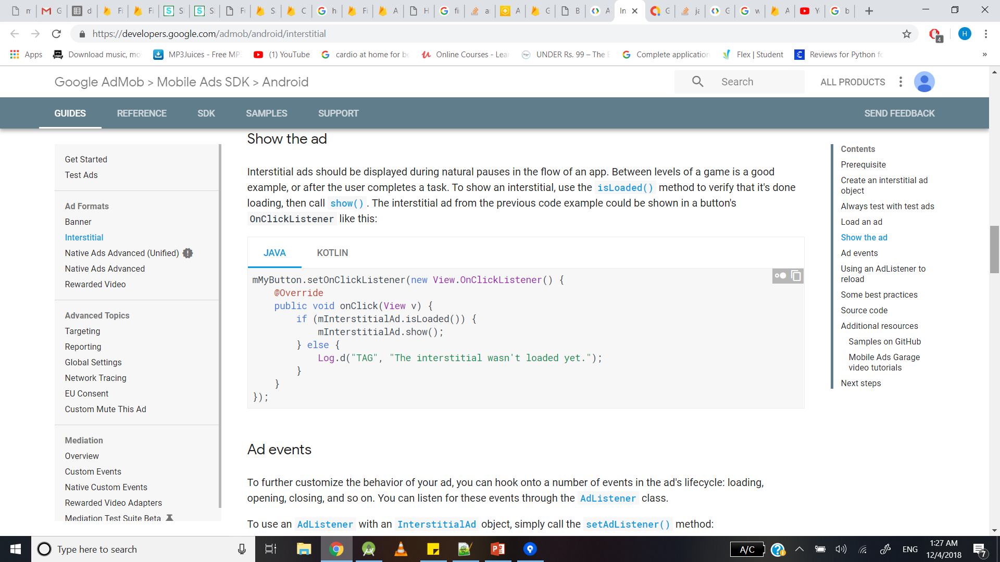 https://developers.google.com/admob/android/interstitial
4
H
Apps
Download music, mo
MP3Juices - Free MP
(1) YouTube
cardio at home for be
Online Courses - Lear
UNDER Rs. 99 – The
Complete application
Flex | Student
Reviews for Python fo
»
Google AdMob > Mobile Ads SDK > Android
Search
ALL PRODUCTS
GUIDES
REFERENCE
SDK
SAMPLES
SUPPORT
SEND FEEDBACK
Get Started
Test Ads
Ad Formats
Banner
Interstitial
Native Ads Advanced (Unified)
Native Ads Advanced
Rewarded Video
Advanced Topics
Targeting
Reporting
Global Settings
Network Tracing
EU Consent
Custom Mute This Ad
Mediation
Overview
Custom Events
Native Custom Events
Rewarded Video Adapters
Mediation Test Suite Beta
Show the ad
Interstitial ads should be displayed during natural pauses in the flow of an app. Between levels of a game is a good
example, or after the user completes a task. To show an interstitial, use the isLoaded() method to verify that it's done
loading, then call show() . The interstitial ad from the previous code example could be shown in a button's
OnClickListener like this:
JAVA
KOTLIN
mMyButton.setOnClickListener(new View.OnClickListener() {
@Override
public void onClick(View v) {
if (mInterstitialAd.isLoaded()) {
mInterstitialAd.show();
} else {
Log.d("TAG", "The interstitial wasn't loaded yet.");
}
}
});
Ad events
To further customize the behavior of your ad, you can hook onto a number of events in the ad's lifecycle: loading,
opening, closing, and so on. You can listen for these events through the AdListener class.
To use an AdListener with an InterstitialAd object, simply call the setAdListener() method:
Contents
Prerequisite
Create an interstitial ad
object
Always test with test ads
Load an ad
Show the ad
Ad events
Using an AdListener to
reload
Some best practices
Source code
Additional resources
Samples on GitHub
Mobile Ads Garage
video tutorials
Next steps
Type here to search
A/C
ENG
1:27 AM
12/4/2018
7